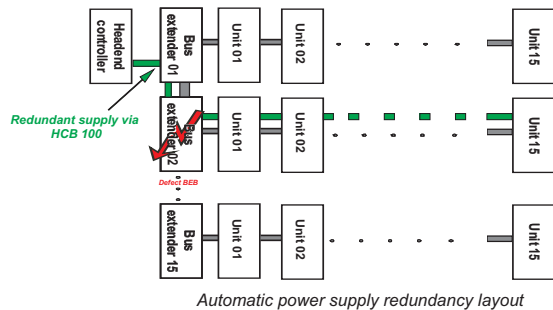 Headend
controller
Bus
extender 01
Unit 01
Unit 02
Unit 15
Redundant supply via
HCB 100
Bus
extender 02
Unit 01
Unit 02
Unit 15
Defect BEB
Bus
extender 15
Unit 01
Unit 02
Unit 15
Automatic power supply redundancy layout